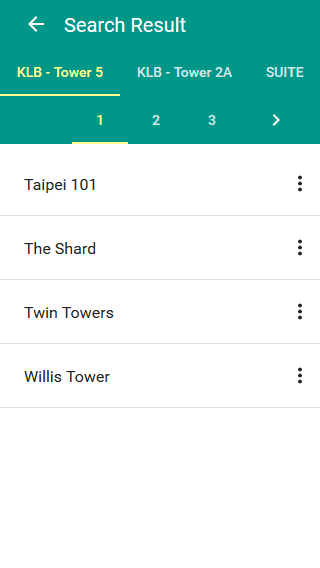 Search Result
KLB - Tower 5 KLB - Tower 2A SUITE
1 2 3
Taipei 101
The Shard
Twin Towers
Willis Tower